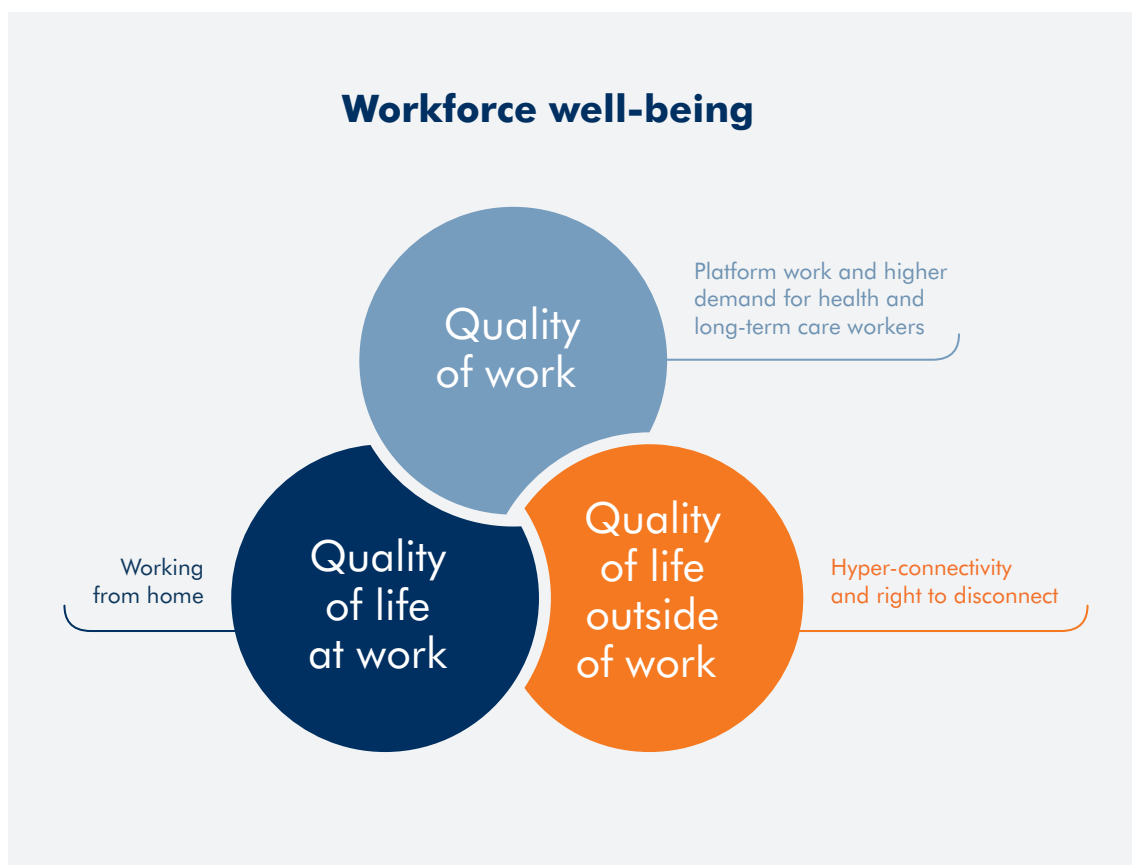 Workforce well-being
Quality
of work
Platform work and higher
demand for health and
long-term care workers
Quality
of life
at work
Working
from home
Quality
of life
outside
of work
Hyper-connectivity
and right to disconnect